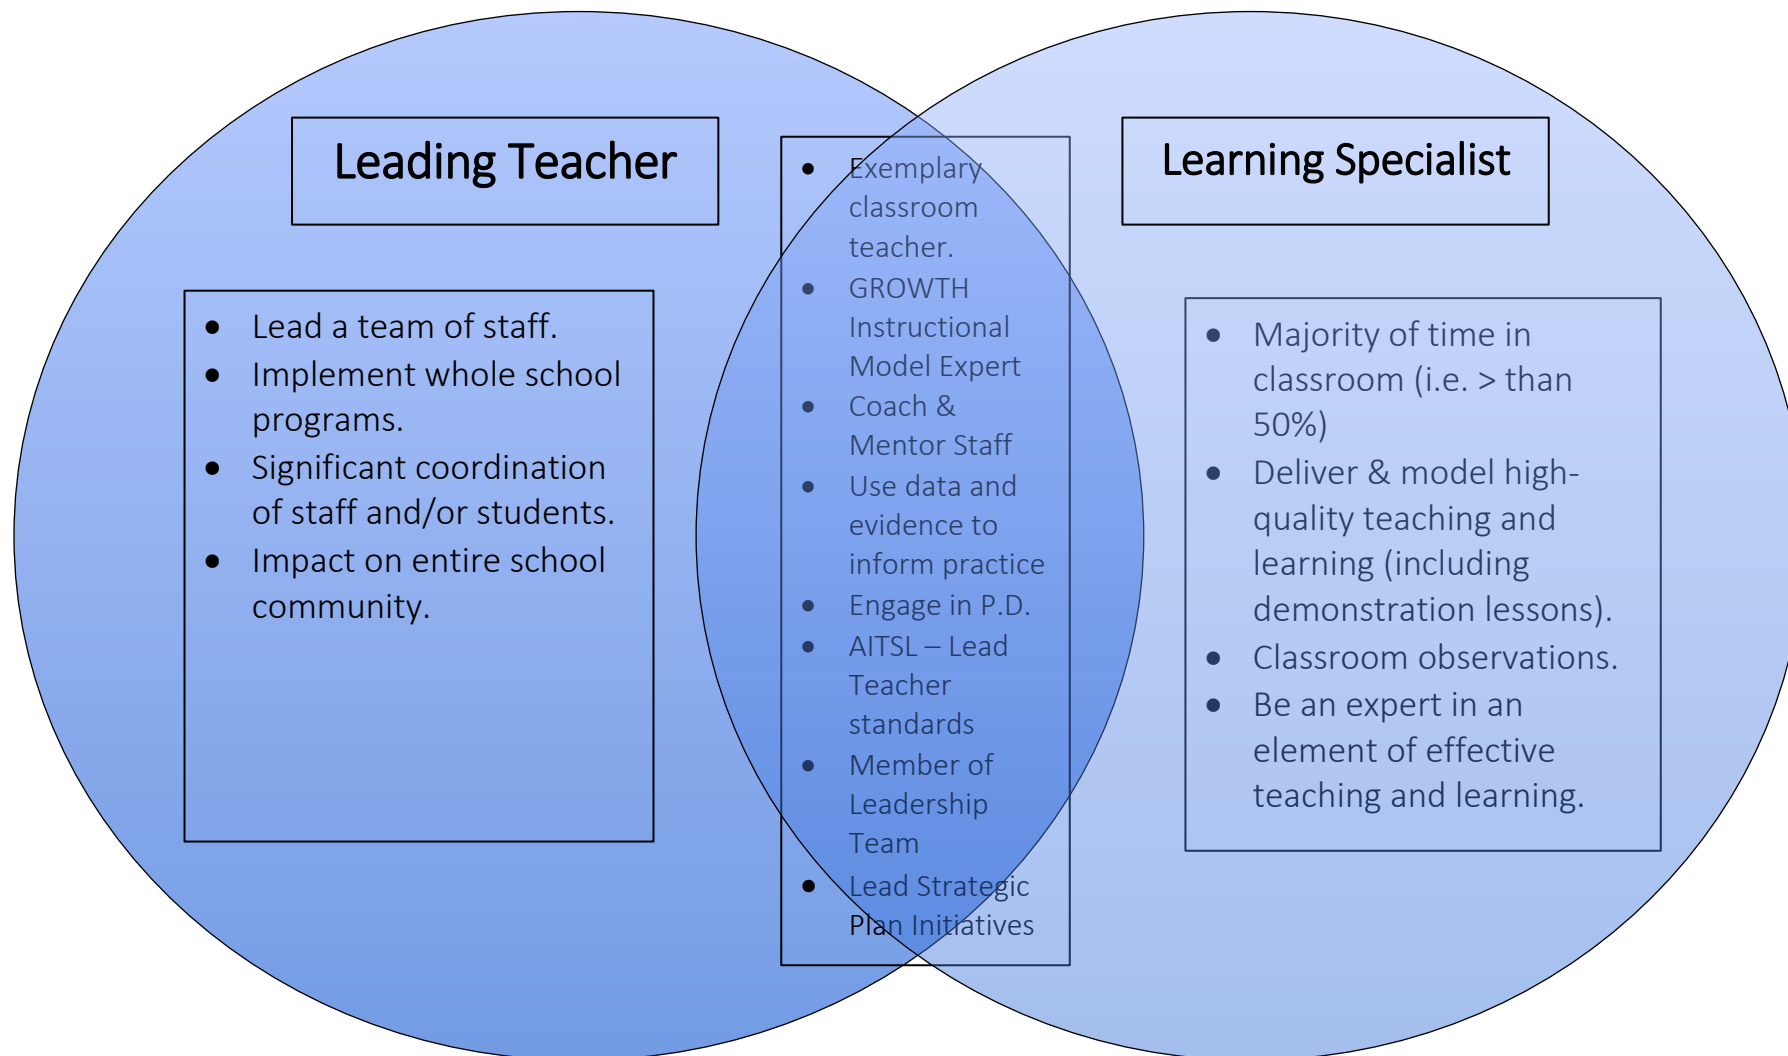 Leading Teacher
• Lead a team of staff.
• Implement whole school
programs.
• Significant coordination
of staff and/or students.
• Impact on entire school
community.
• Exemplary
classroom
teacher.
• GROWTH
Instructional
Model Expert
• Coach &
Mentor Staff
• Use data and
evidence to
inform practice
• Engage in P.D.
• AITSL – Lead
Teacher
standards
• Member of
Leadership
Team
• Lead Strategic
Plan Initiatives
Learning Specialist
• Majority of time in
classroom (i.e. > than
50%)
• Deliver & model high-
quality teaching and
learning (including
demonstration lessons).
• Classroom observations.
• Be an expert in an
element of effective
teaching and learning.